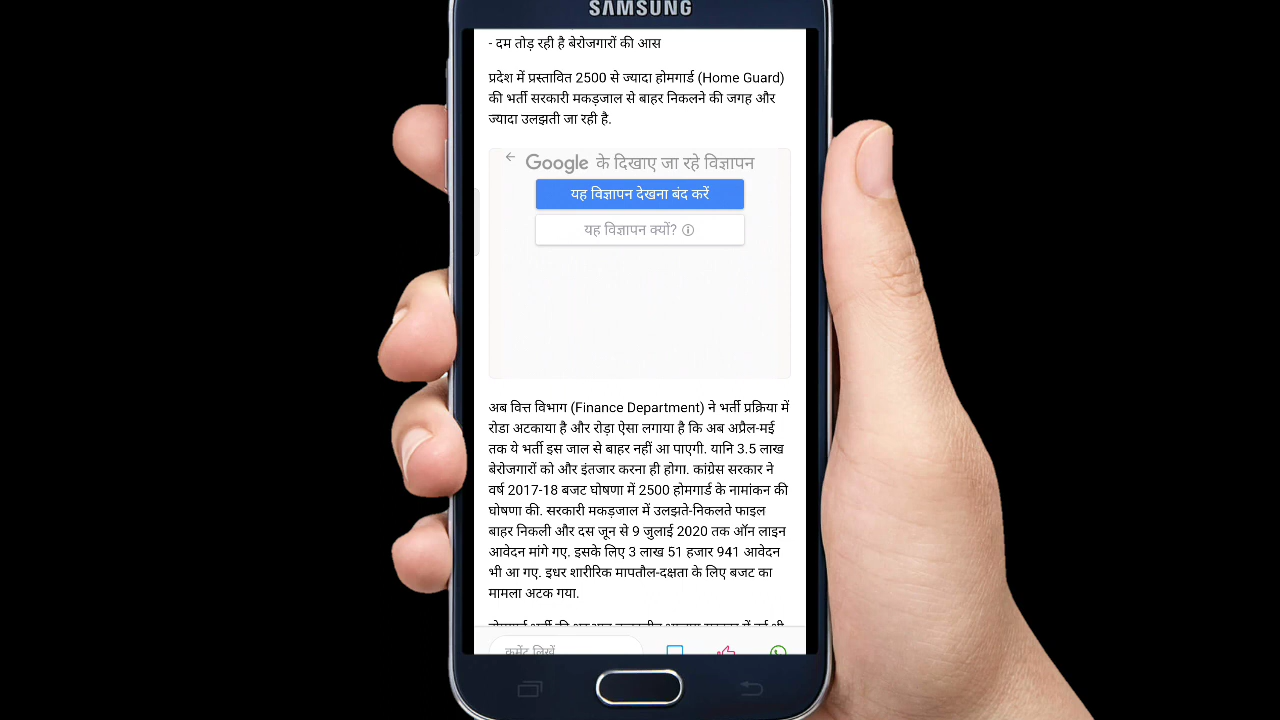 SAMSUNG
- दम तोड़ रही है बेरोजगारों की आस
प्रदेश में प्रस्तावित 2500 से ज्यादा होमगार्ड (Home Guard)
की भर्ती सरकारी मकड़जाल से बाहर निकलने की जगह और
ज्यादा उलझती जा रही है.
Google के दिखाए जा रहे विज्ञापन
यह विज्ञापन देखना बंद करें
यह विज्ञापन क्यों?
अब वित्त विभाग (Finance Department) ने भर्ती प्रक्रिया में
रोडा अटकाया है और रोड़ा ऐसा लगाया है कि अब अप्रैल-मई
तक ये भर्ती इस जाल से बाहर नहीं आ पाएगी. यानि 3.5 लाख
बेरोजगारों को और इंतजार करना ही होगा. कांग्रेस सरकार ने
वर्ष 2017-18 बजट घोषणा में 2500 होमगार्ड के नामांकन की
घोषणा की. सरकारी मकड़जाल में उलझते-निकलते फाइल
बाहर निकली और दस जून से 9 जुलाई 2020 तक ऑन लाइन
आवेदन मांगे गए. इसके लिए 3 लाख 51 हजार 941 आवेदन
भी आ गए. इधर शारीरिक मापतौल-दक्षता के लिए बजट का
मामला अटक गया.
कमेंट लिखें